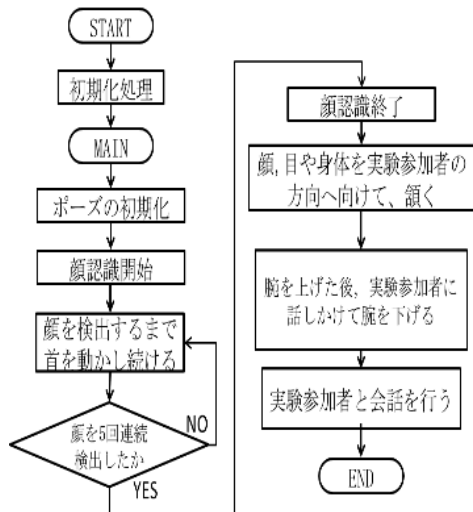 START
初期化処理
MAIN
ポーズの初期化
顔認識開始
顔を検出するまで
首を動かし続ける
顔を5回連続
検出したか
NO
YES
顔認識終了
顔,目や身体を実験参加者の
方向へ向けて、頷く
腕を上げた後，実験参加者に
話しかけて腕を下げる
実験参加者と会話を行う
END